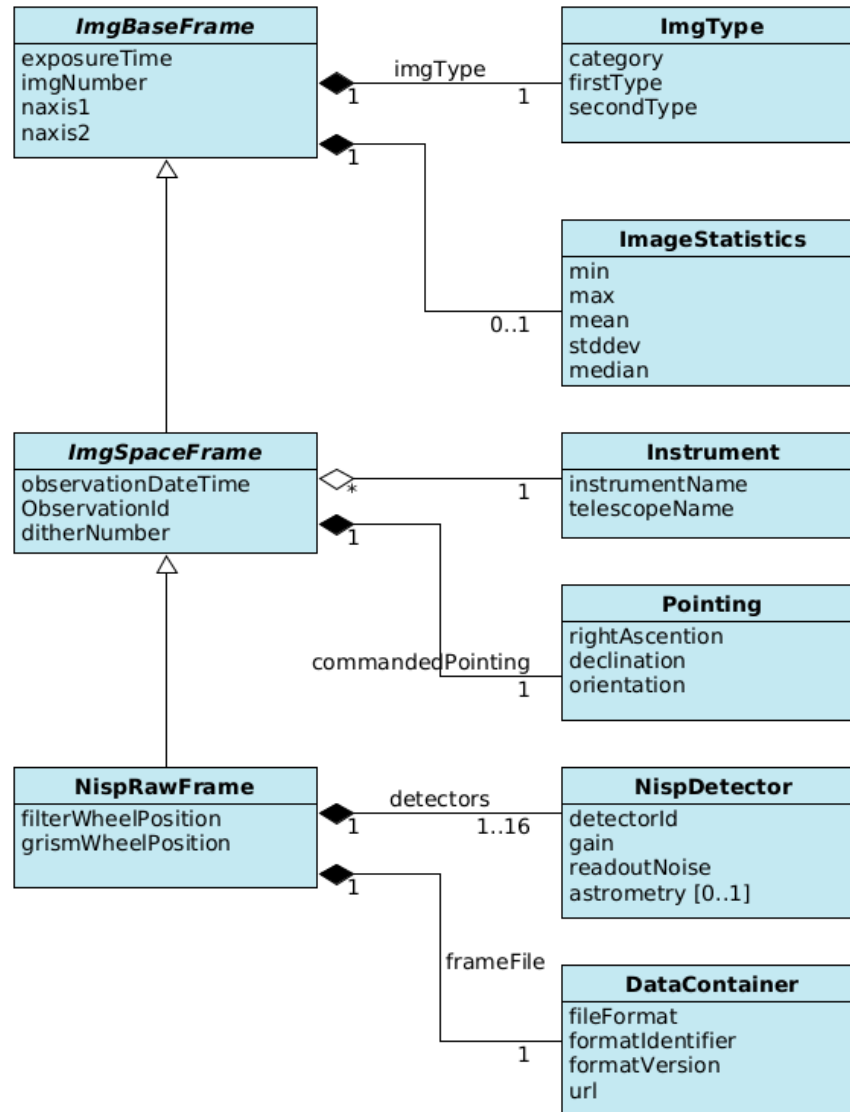 ImgBaseFrame
exposureTime
imgNumber
naxis1
naxis2
imgType
1
1
ImgType
category
firstType
secondType
1
0..1
ImageStatistics
min
max
mean
stddev
median
ImgSpaceFrame
observationDateTime
ObservationId
ditherNumber
*
1
Instrument
instrumentName
telescopeName
1
commandedPointing
1
Pointing
rightAscention
declination
orientation
NispRawFrame
filterWheelPosition
grismWheelPosition
detectors
1
1..16
NispDetector
detectorId
gain
readoutNoise
astrometry [0..1]
1
frameFile
1
DataContainer
fileFormat
formatIdentifier
formatVersion
url